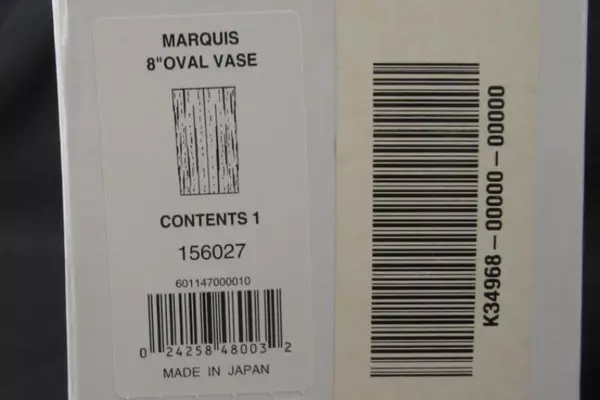 MARQUIS
8"OVAL VASE
CONTENTS 1
156027
601147000010
0 24258 48003 2
MADE IN JAPAN
K34968-00000-00000